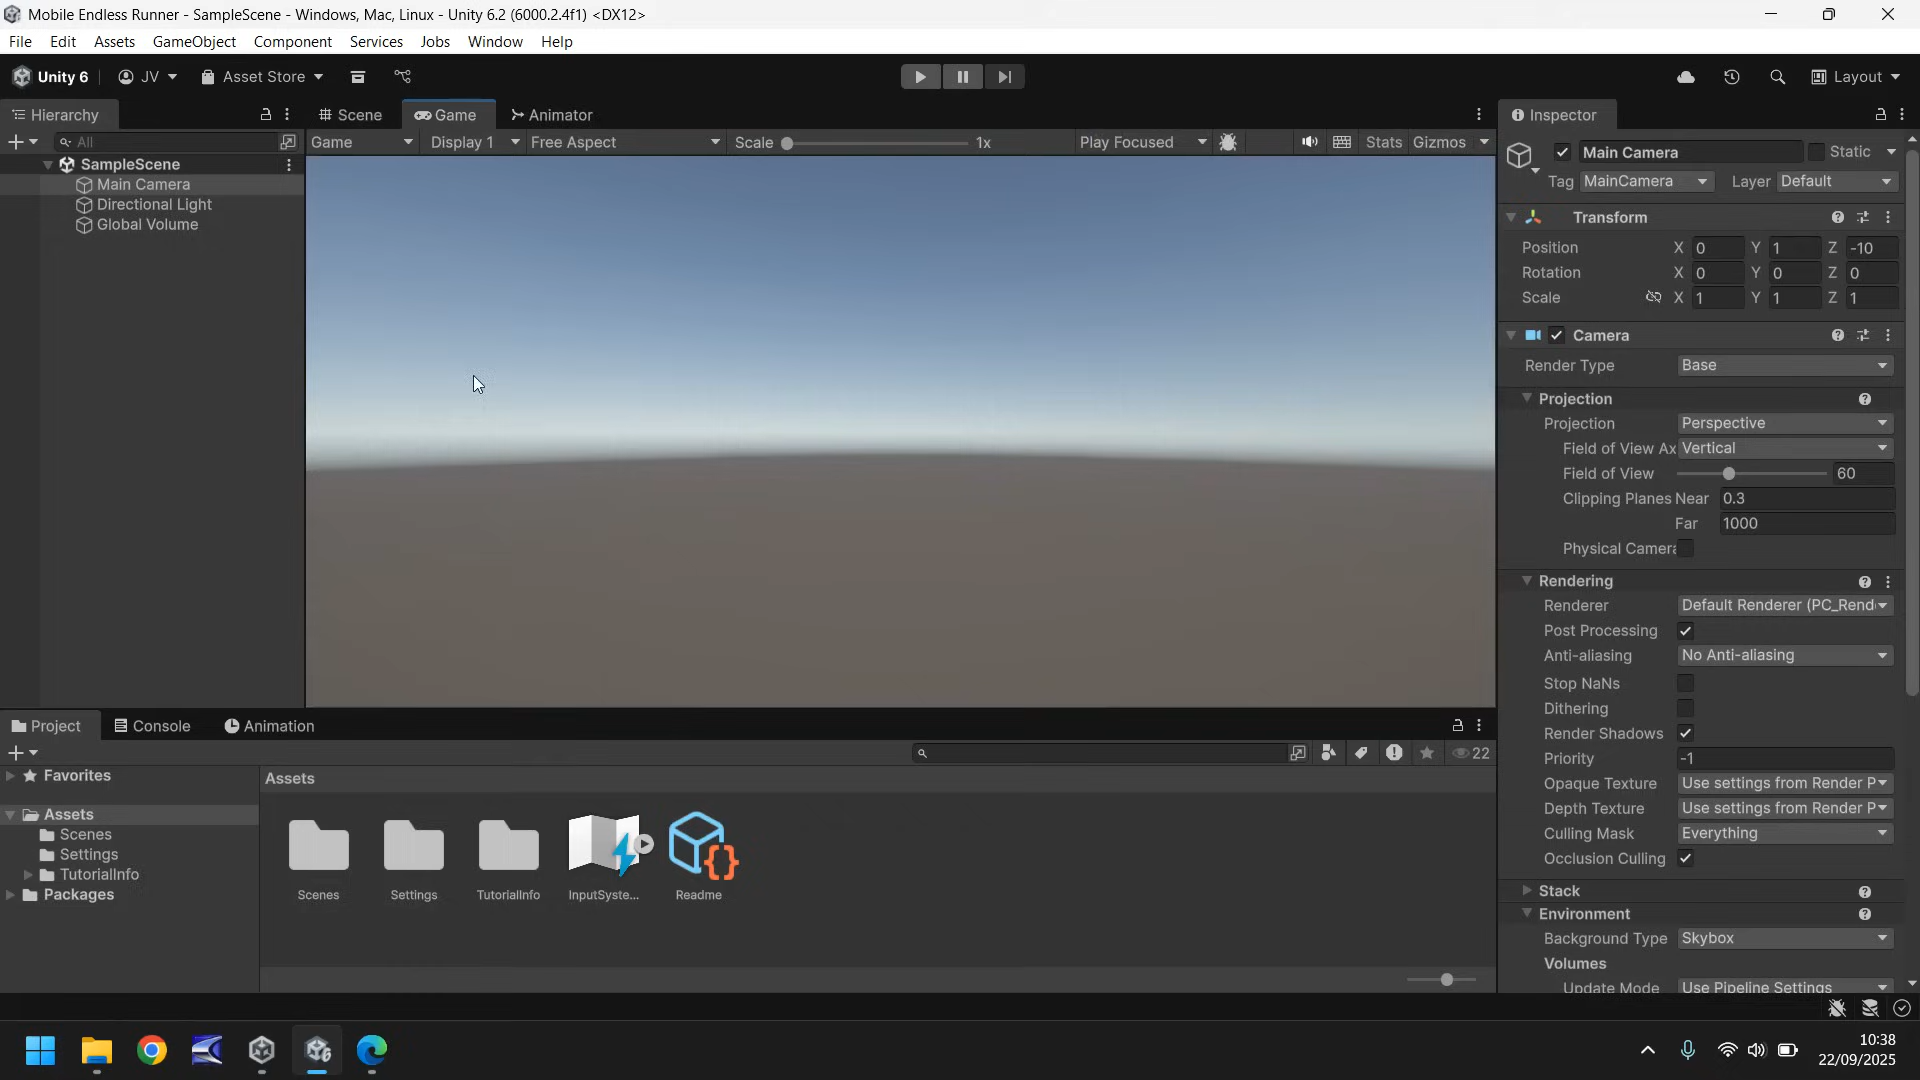 Mobile Endless Runner - SampleScene - Windows, Mac, Linux - Unity 6.2 (6000.2.4f1) <DX12>
File Edit Assets GameObject Component Services Jobs Window Help
Unity 6 JV Asset Store Layout
Hierarchy
All
SampleScene
Main Camera
Directional Light
Global Volume
Scene Game Animator
Game Display 1 Free Aspect Scale 1x Play Focused Stats Gizmos
Inspector
Main Camera Static
Tag MainCamera Layer Default
Transform
Position X 0 Y 1 Z -10
Rotation X 0 Y 0 Z 0
Scale X 1 Y 1 Z 1
Camera
Render Type Base
Projection
Projection Perspective
Field of View Ax Vertical
Field of View 60
Clipping Planes Near 0.3
Far 1000
Physical Camera
Rendering
Renderer Default Renderer (PC_Rend
Post Processing
Anti-aliasing No Anti-aliasing
Stop NaNs
Dithering
Render Shadows
Priority -1
Opaque Texture Use settings from Render P
Depth Texture Use settings from Render P
Culling Mask Everything
Occlusion Culling
Stack
Environment
Background Type Skybox
Volumes
Update Mode Use Pipeline Settings
Project Console Animation
22
Favorites
Assets
Scenes
Settings
TutorialInfo
Packages
Assets
Scenes Settings TutorialInfo InputSyste... Readme
10:38
22/09/2025